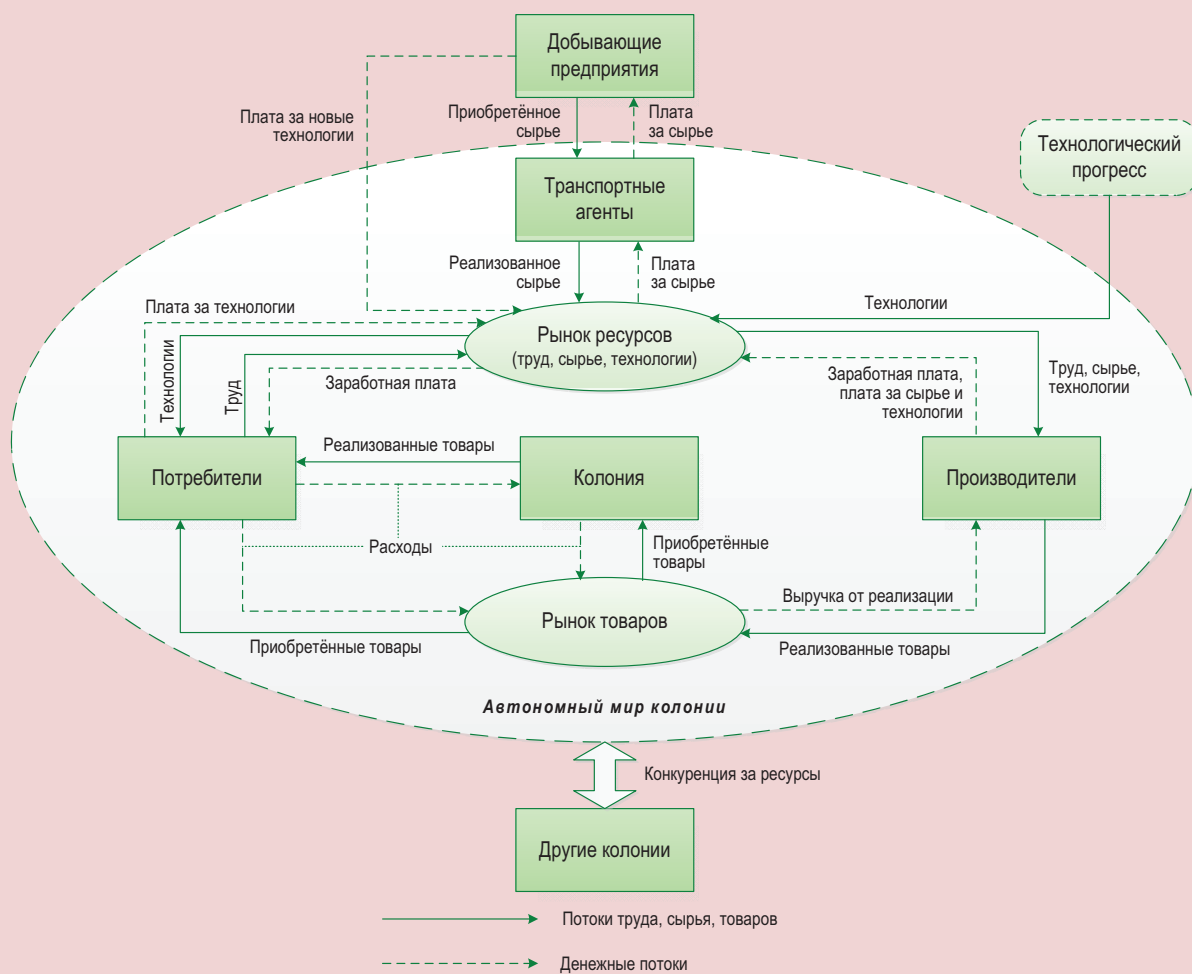 Добывающие
предприятия
Плата за новые
технологии
Приобретённое
сырье
Плата
за сырье
Технологический
прогресс
Транспортные
агенты
Реализованное
сырье
Плата
за сырье
Плата за технологии
Технологии
Рынок ресурсов
(труд, сырье, технологии)
Технологии
Труд
Заработная плата
Заработная плата,
плата за сырье и
технологии
Труд, сырье,
технологии
Реализованные товары
Потребители
Колония
Производители
Расходы
Приобретённые
товары
Выручка от реализации
Рынок товаров
Приобретённые товары
Реализованные товары
Автономный мир колонии
Конкуренция за ресурсы
Другие колонии
Потоки труда, сырья, товаров
Денежные потоки